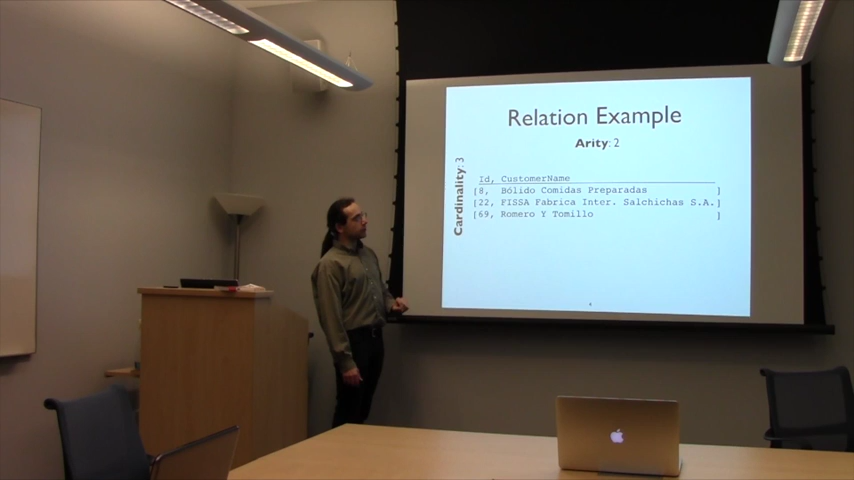 Relation Example
Arity: 2
Cardinality: 3
Id, CustomerName
[8, Bólido Comidas Preparadas ]
[22, FISSA Fabrica Inter. Salchichas S.A.]
[69, Romero Y Tomillo ]